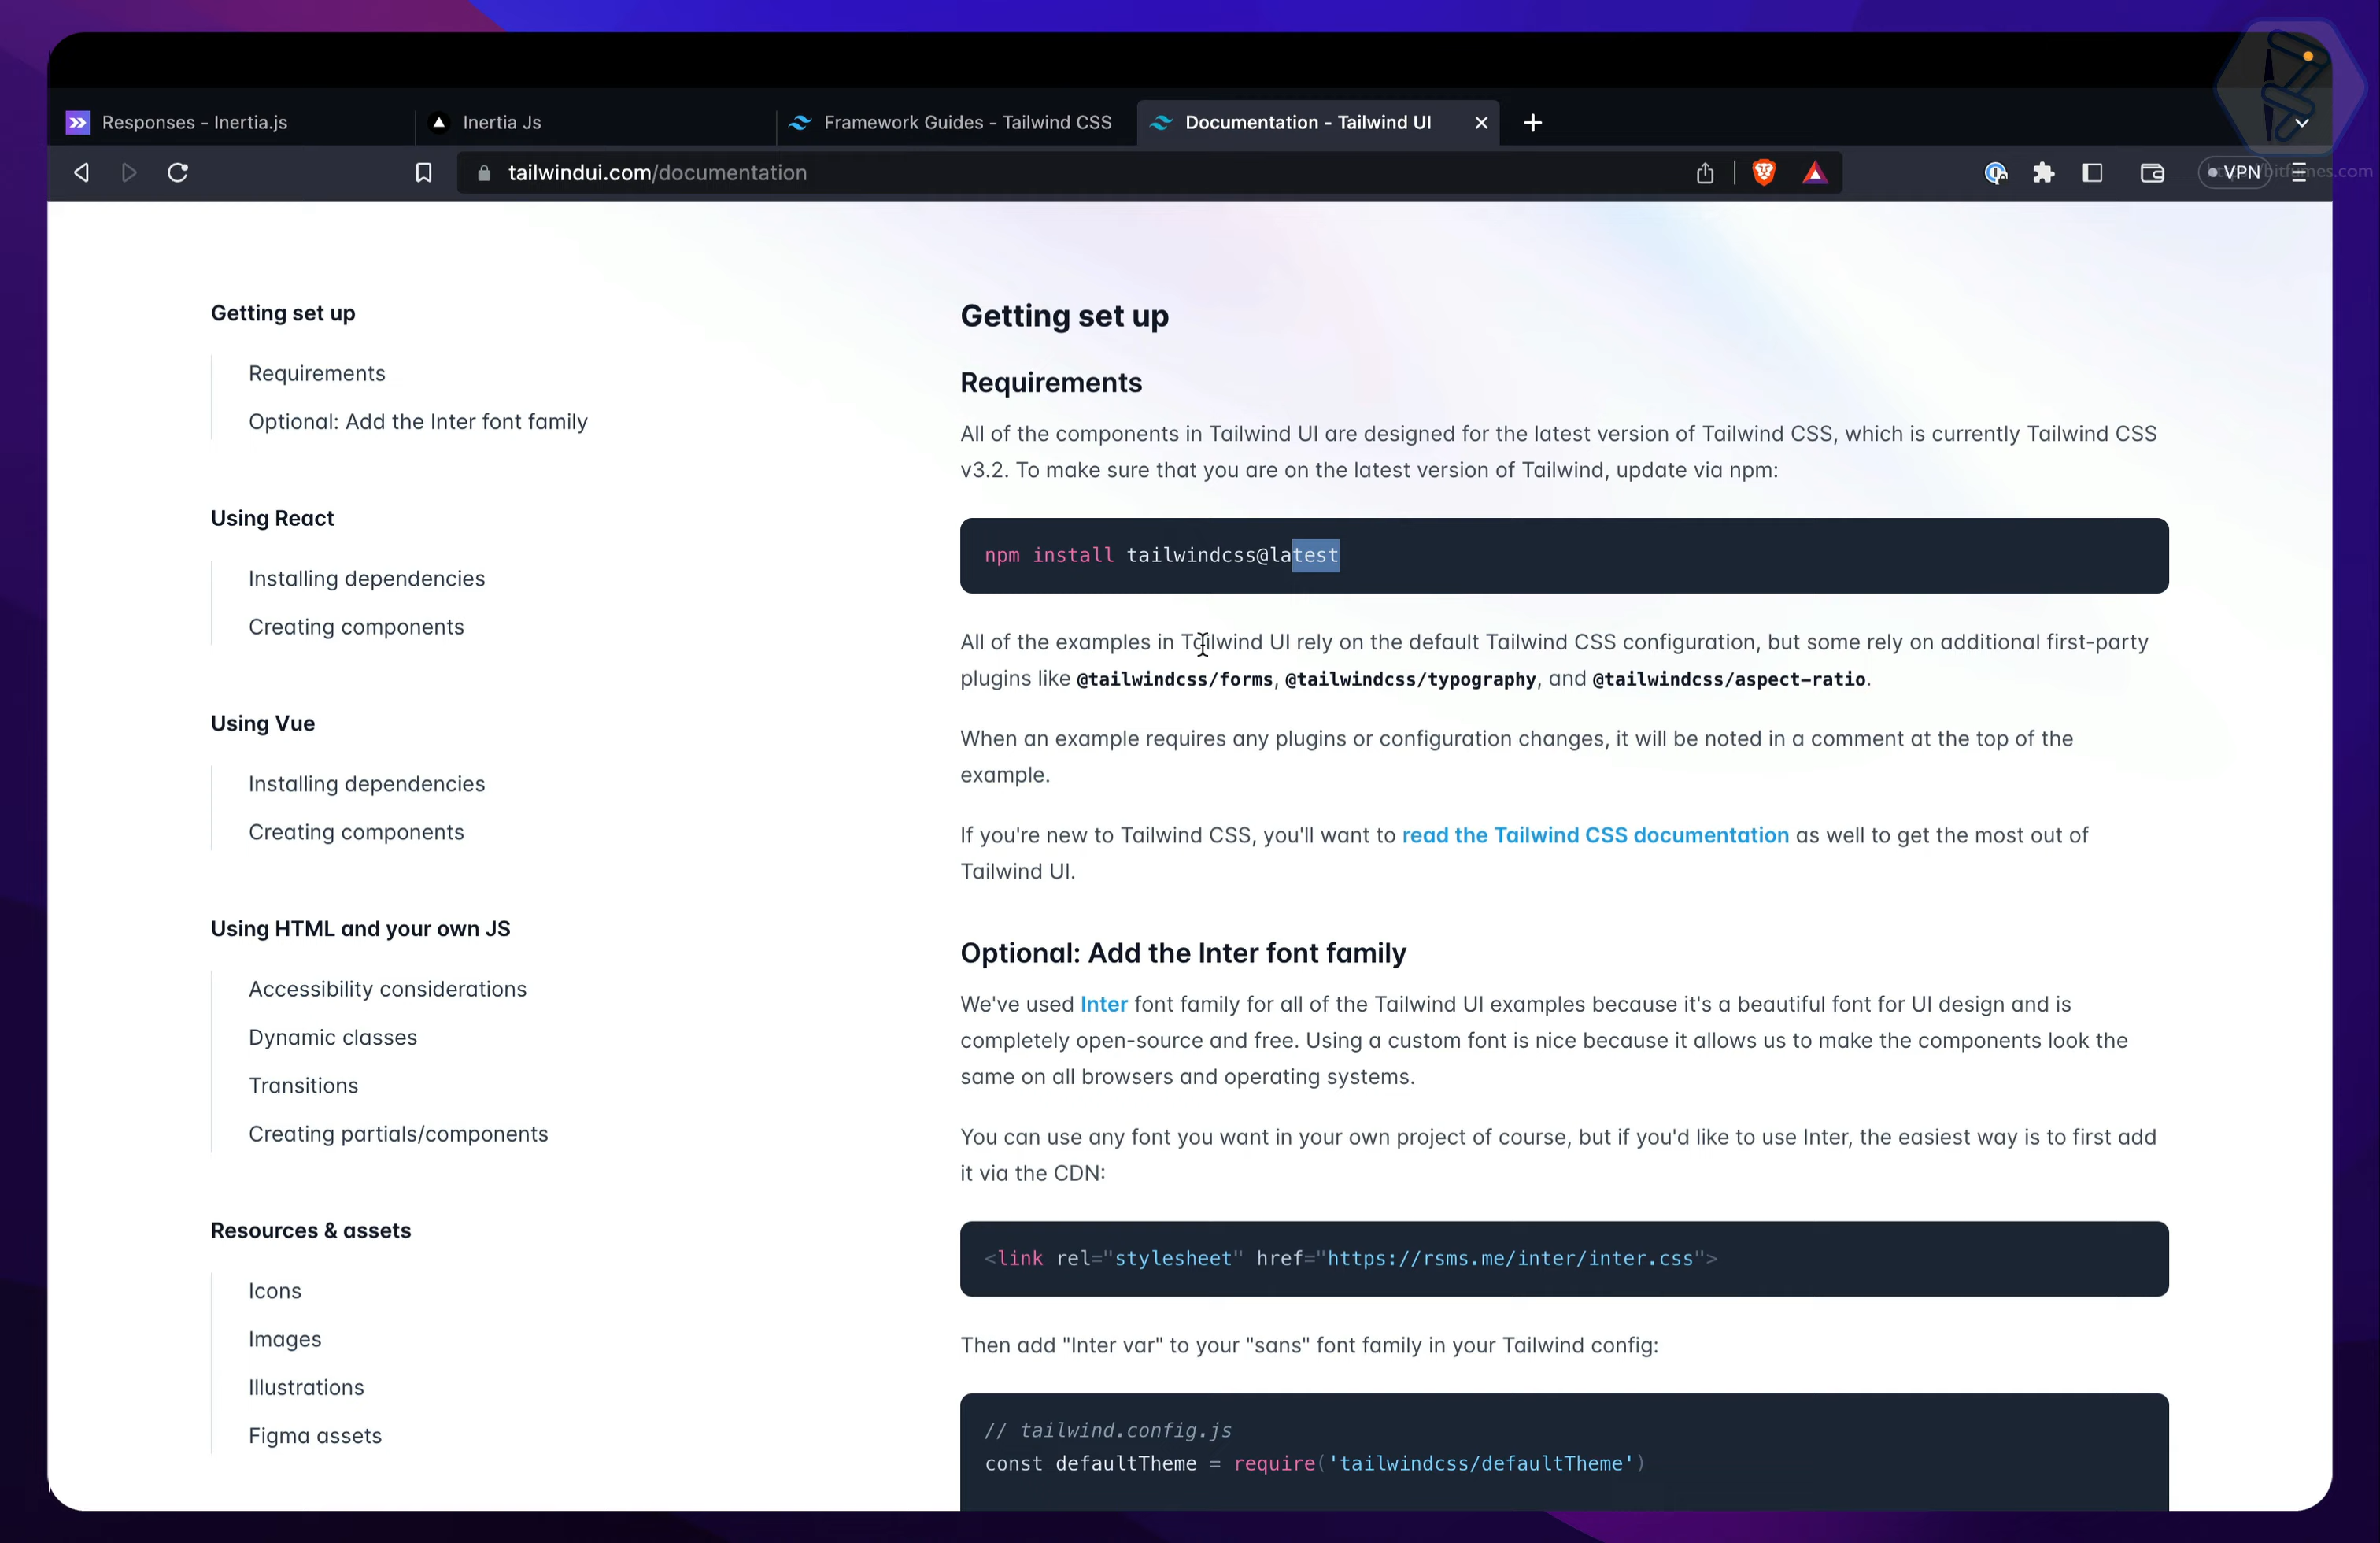 Responses - Inertia.js
Inertia Js
Framework Guides - Tailwind CSS
Documentation - Tailwind UI
tailwindui.com/documentation
VPN
Getting set up
Requirements
Optional: Add the Inter font family
Using React
Installing dependencies
Creating components
Using Vue
Installing dependencies
Creating components
Using HTML and your own JS
Accessibility considerations
Dynamic classes
Transitions
Creating partials/components
Resources & assets
Icons
Images
Illustrations
Figma assets
Getting set up
Requirements
All of the components in Tailwind UI are designed for the latest version of Tailwind CSS, which is currently Tailwind CSS
v3.2. To make sure that you are on the latest version of Tailwind, update via npm:
npm install tailwindcss@latest
All of the examples in Tailwind UI rely on the default Tailwind CSS configuration, but some rely on additional first-party
plugins like @tailwindcss/forms, @tailwindcss/typography, and @tailwindcss/aspect-ratio.
When an example requires any plugins or configuration changes, it will be noted in a comment at the top of the
example.
If you're new to Tailwind CSS, you'll want to read the Tailwind CSS documentation as well to get the most out of
Tailwind UI.
Optional: Add the Inter font family
We've used Inter font family for all of the Tailwind UI examples because it's a beautiful font for UI design and is
completely open-source and free. Using a custom font is nice because it allows us to make the components look the
same on all browsers and operating systems.
You can use any font you want in your own project of course, but if you'd like to use Inter, the easiest way is to first add
it via the CDN:
<link rel="stylesheet" href="https://rsms.me/inter/inter.css">
Then add "Inter var" to your "sans" font family in your Tailwind config:
// tailwind.config.js
const defaultTheme = require('tailwindcss/defaultTheme')